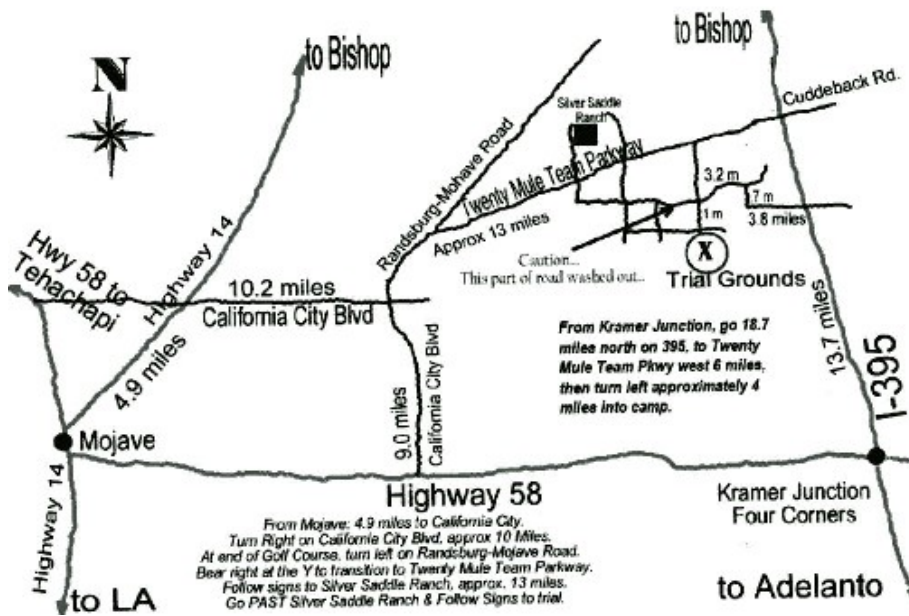 to Bishop
to Bishop
N
Cuddeback Rd.
Silver Saddle
Ranch
Randsburg-Mohave Road
Twenty Mule Team Parkway
3.2 m
.7 m
3.8 miles
1 m
Approx 13 miles
Caution...
This part of road washed out...
X
Trial Grounds
Hwy 58 to
Tehachapi
Highway 14
10.2 miles
California City Blvd
4.9 miles
From Kramer Junction, go 18.7
miles north on 395, to Twenty
Mule Team Pkwy west 6 miles,
then turn left approximately 4
miles into camp.
13.7 miles
I-395
9.0 miles
California City Blvd
Mojave
Highway 14
Highway 58
Kramer Junction
Four Corners
From Mojave: 4.9 miles to California City.
Turn Right on California City Blvd, approx 10 Miles.
At end of Golf Course, turn left on Randsburg-Mojave Road.
Bear right at the Y to transition to Twenty Mule Team Parkway.
Follow signs to Silver Saddle Ranch, approx. 13 miles.
Go PAST Silver Saddle Ranch & Follow Signs to trial.
to LA
to Adelanto